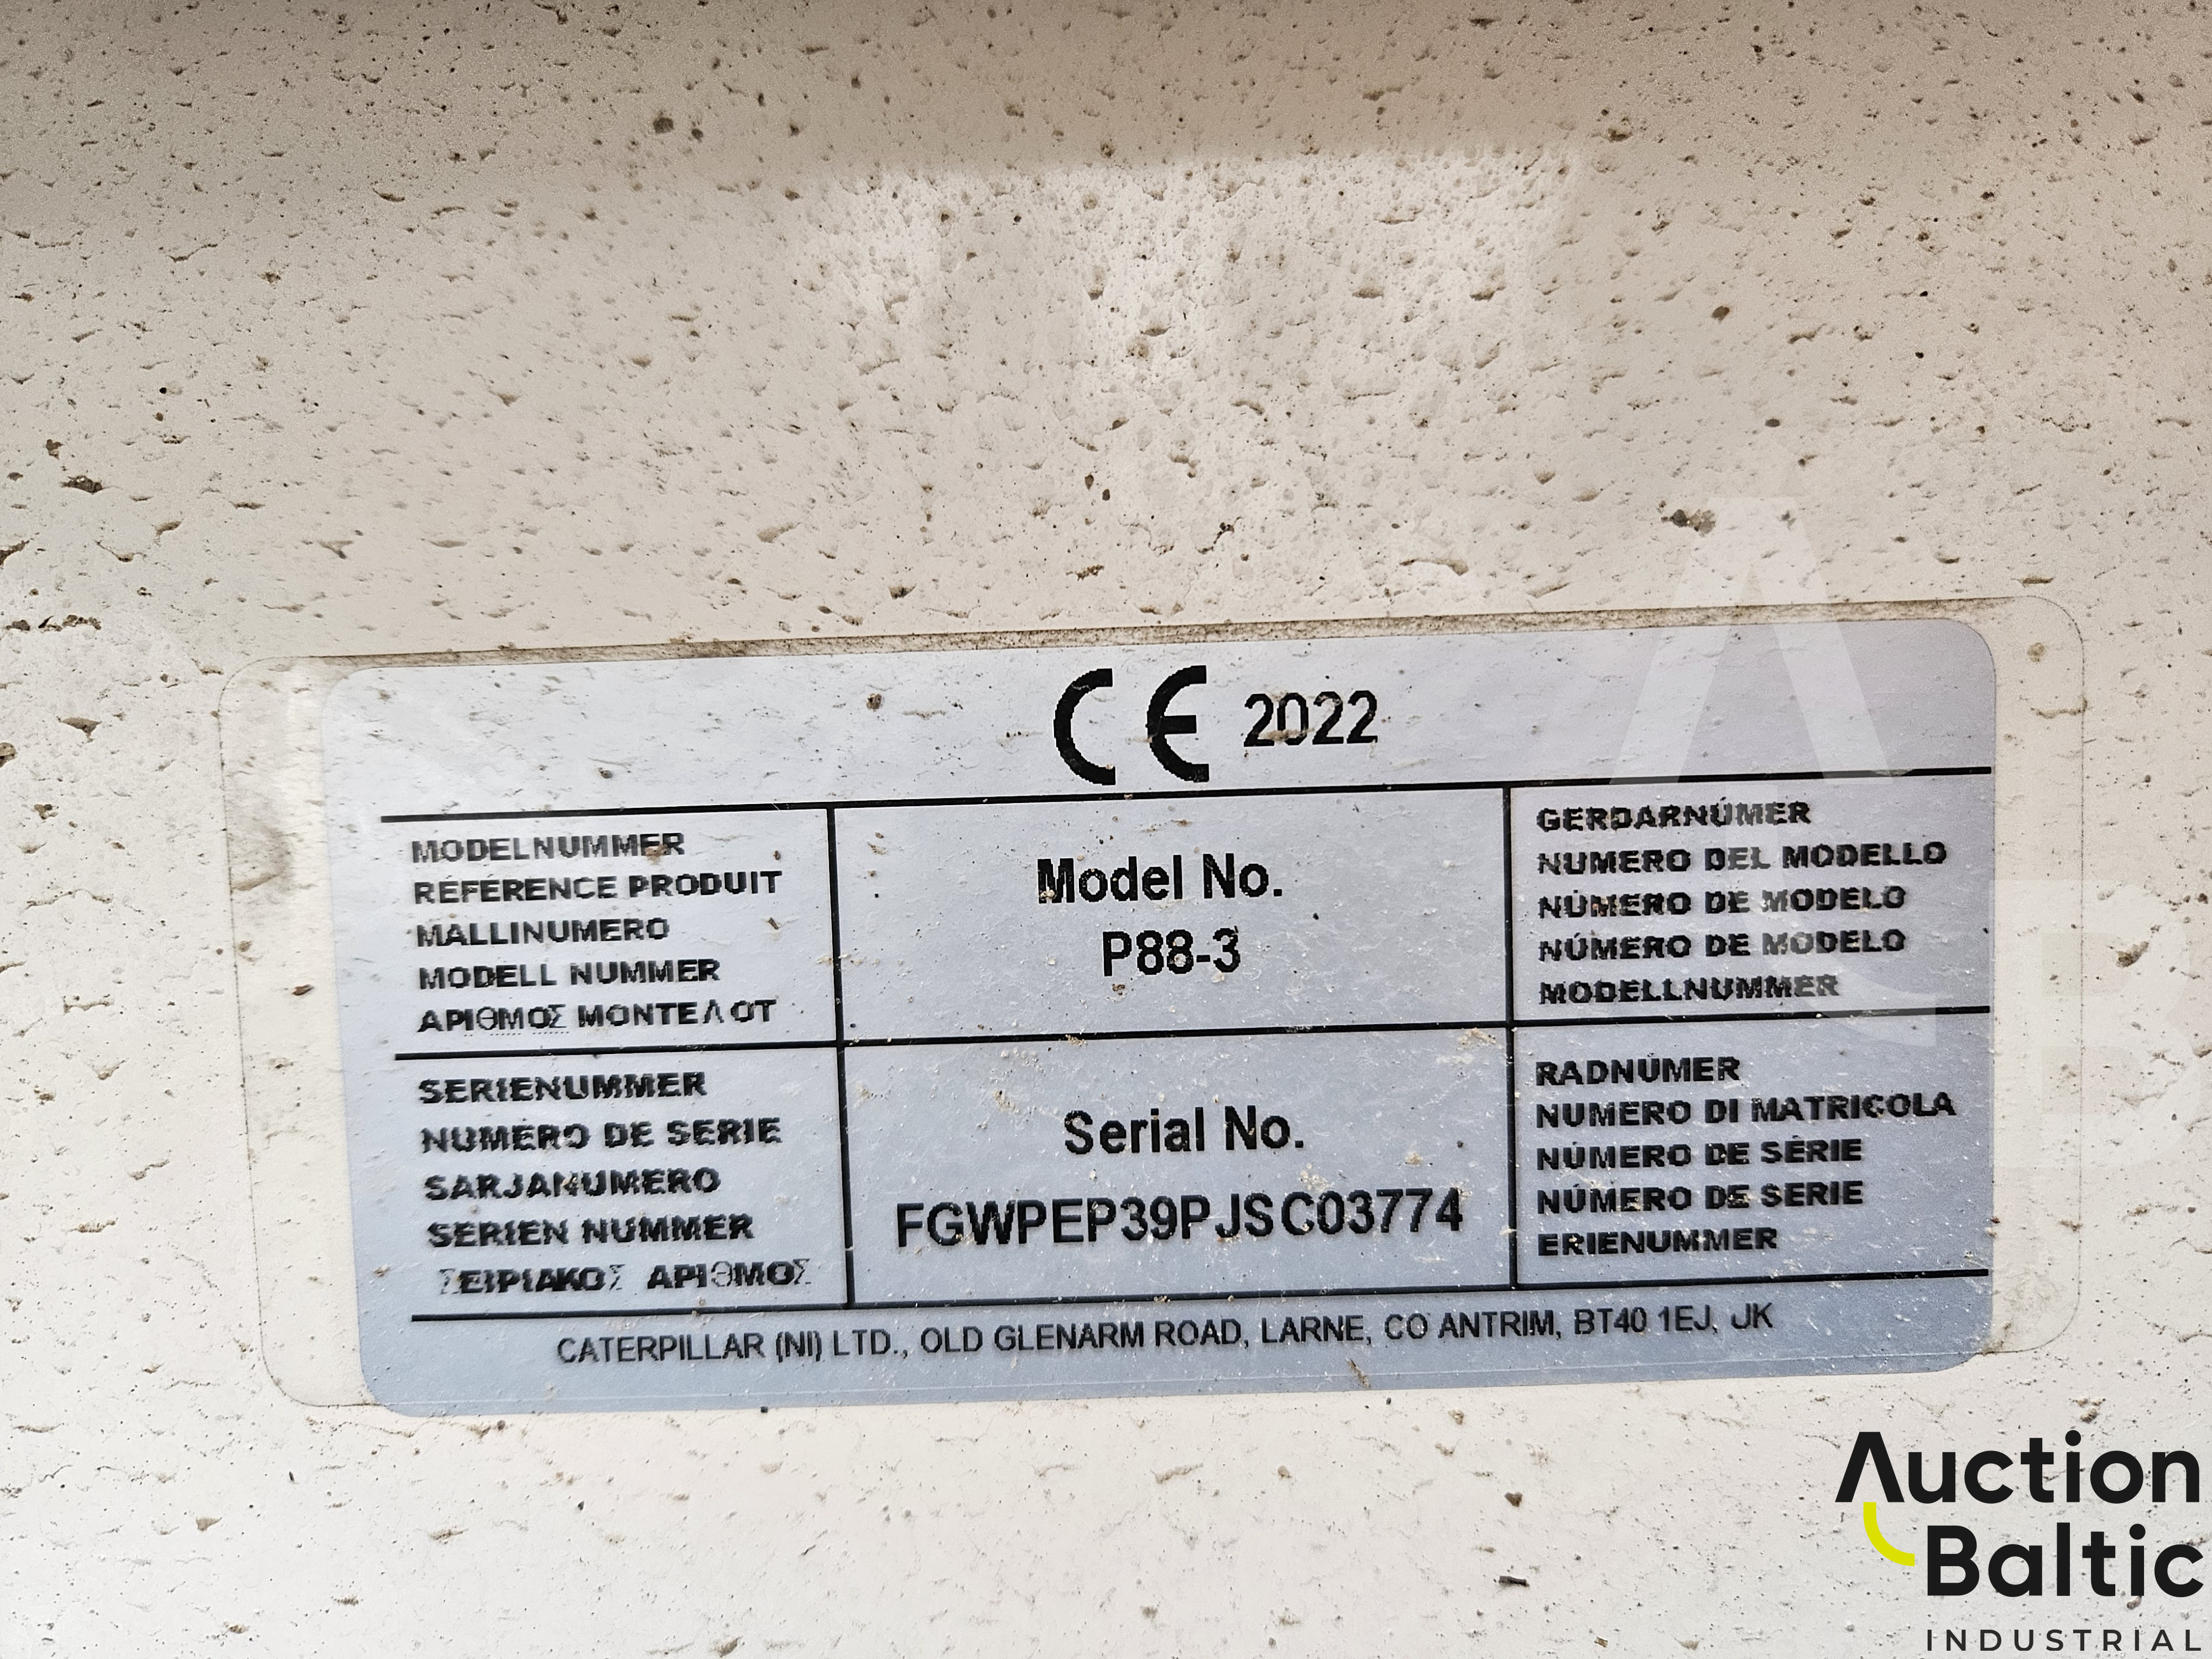 CE 2022
MODELNUMMER
RÉFÉRENCE PRODUIT
MALLINUMERO
MODELL NUMMER
ΑΡΙΘΜΟΣ ΜΟΝΤΕΛΟΤ
Model No.
P88-3
GERDARNÚMER
NUMERO DEL MODELLO
NÚMERO DE MODELO
NÚMERO DE MODELO
MODELLNUMMER
SERIENUMMER
NUMÉRO DE SERIE
SARJANUMERO
SERIEN NUMMER
ΣΕΙΡΙΑΚΟΣ ΑΡΙΘΜΟΣ
Serial No.
FGWPEP39PJSC03774
RADNÚMER
NUMERO DI MATRICOLA
NÚMERO DE SÉRIE
NÚMERO DE SERIE
ERIENUMMER
CATERPILLAR (NI) LTD., OLD GLENARM ROAD, LARNE, CO ANTRIM, BT40 1EJ, UK
Auction
Baltic
INDUSTRIAL